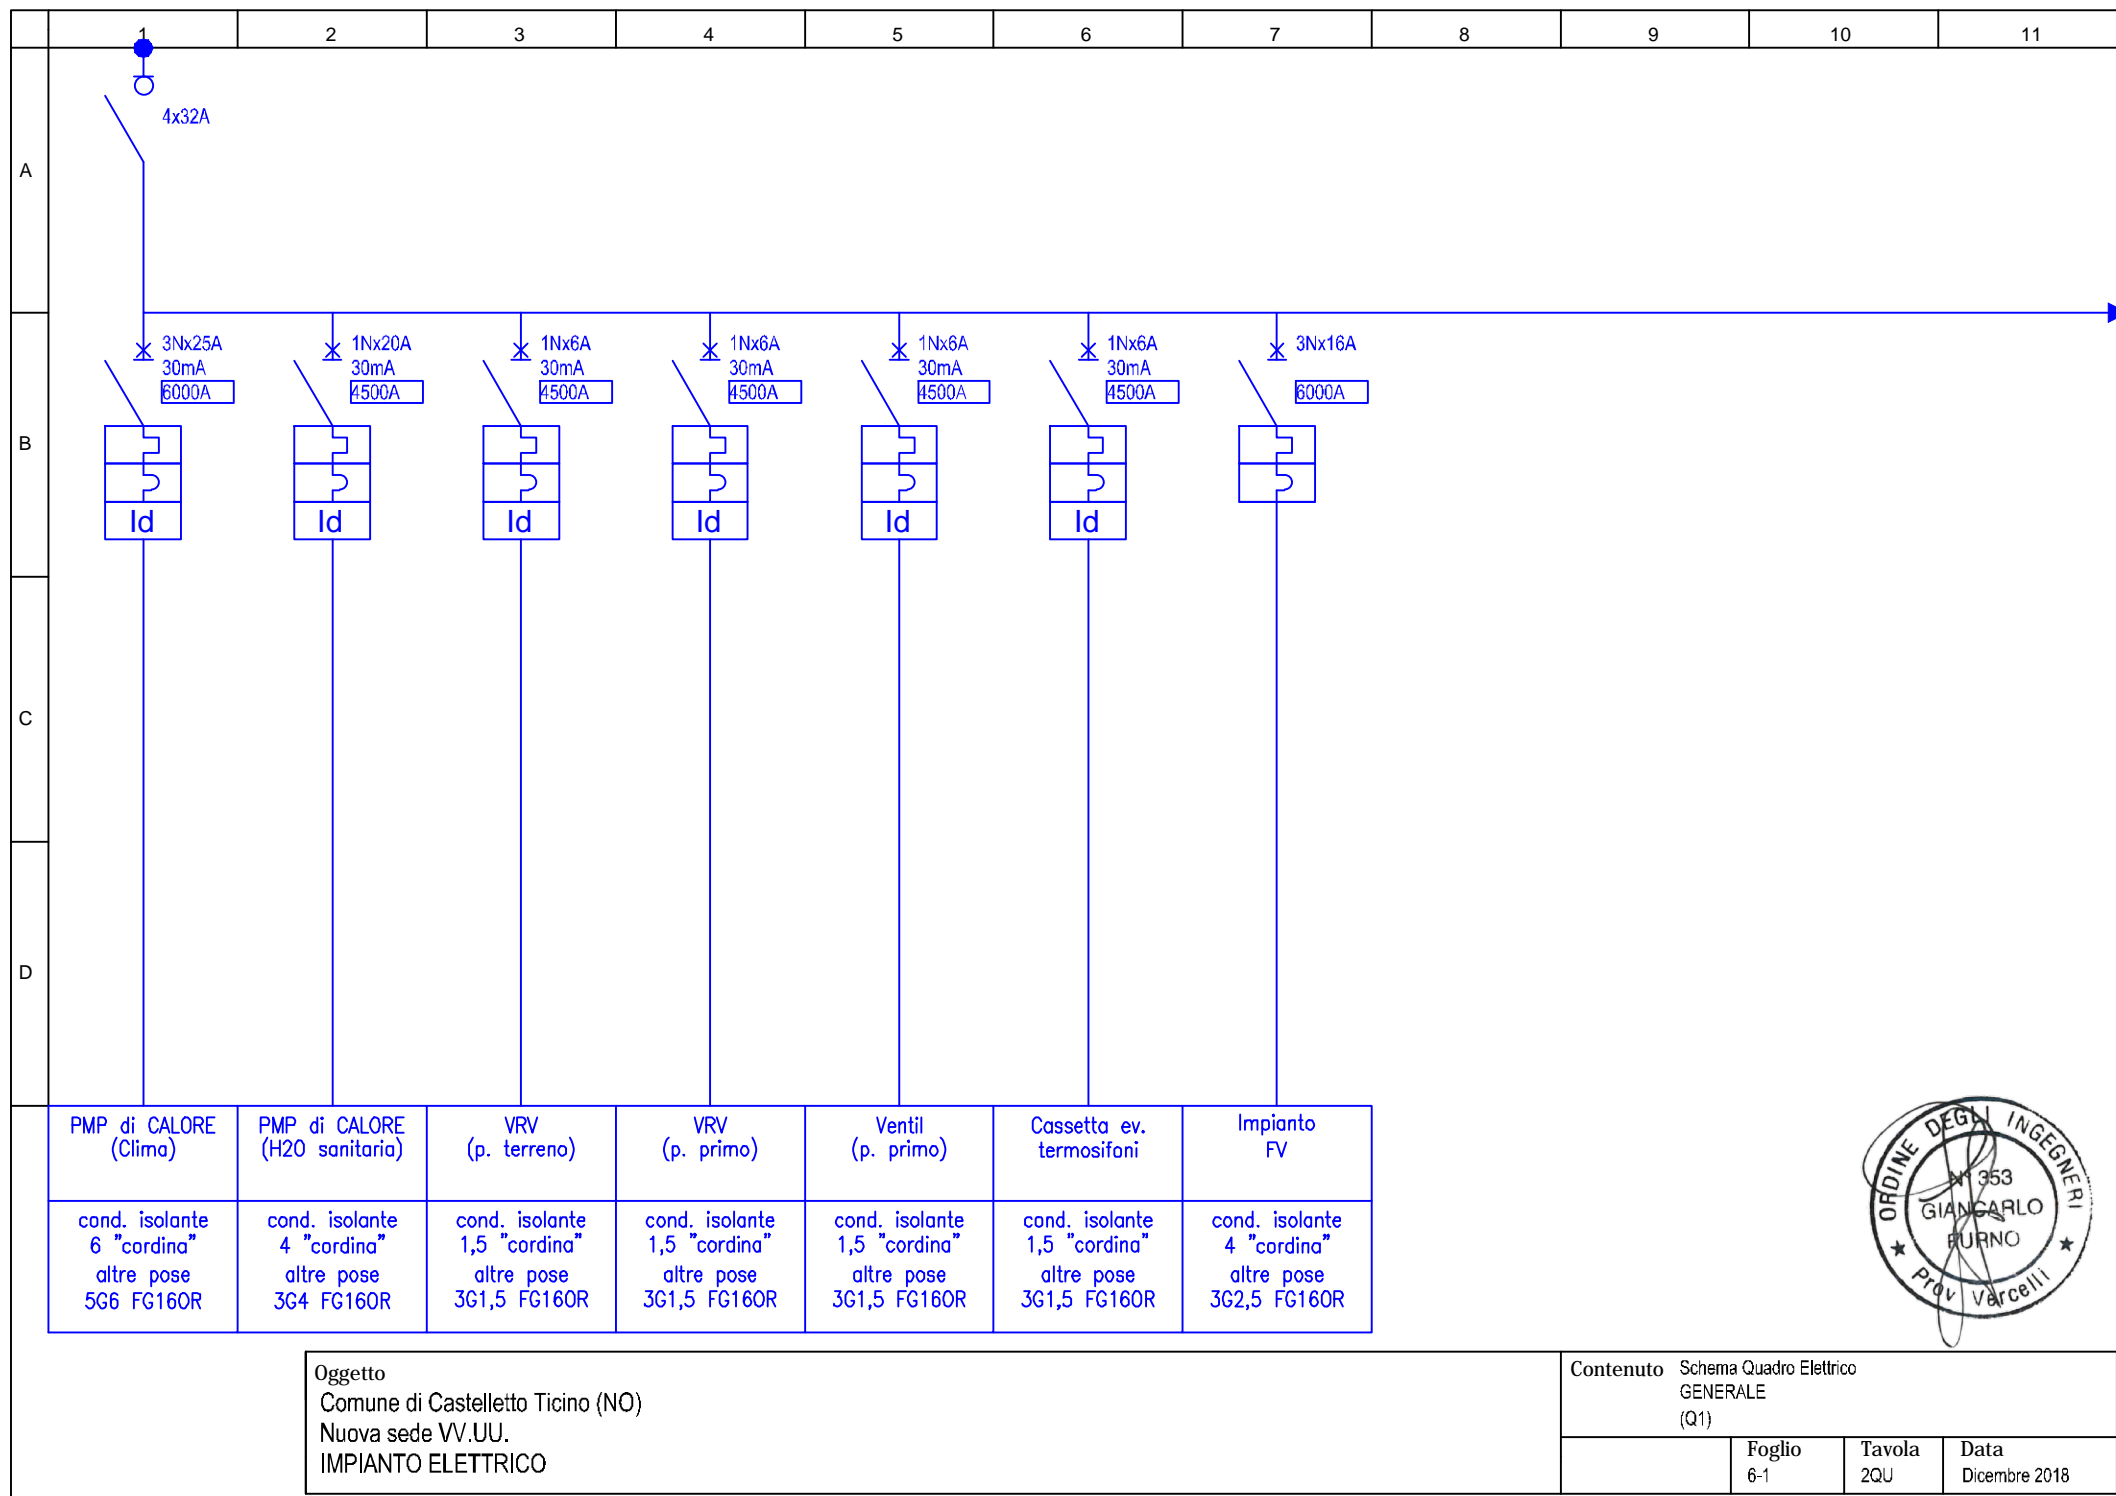 1 2 3 4 5 6 7 8 9 10 11
4x32A
A
3Nx25A
30mA
6000A
1Nx20A
30mA
4500A
1Nx6A
30mA
4500A
1Nx6A
30mA
4500A
1Nx6A
30mA
4500A
1Nx6A
30mA
4500A
3Nx16A
6000A
B
Id Id Id Id Id Id
C
D
PMP di CALORE
(Clima)
PMP di CALORE
(H2O sanitaria)
VRV
(p. terreno)
VRV
(p. primo)
Ventil
(p. primo)
Cassetta ev.
termosifoni
Impianto
FV
cond. isolante
6 "cordina"
altre pose
5G6 FG16OR
cond. isolante
4 "cordina"
altre pose
3G4 FG16OR
cond. isolante
1,5 "cordina"
altre pose
3G1,5 FG16OR
cond. isolante
1,5 "cordina"
altre pose
3G1,5 FG16OR
cond. isolante
1,5 "cordina"
altre pose
3G1,5 FG16OR
cond. isolante
1,5 "cordina"
altre pose
3G1,5 FG16OR
cond. isolante
4 "cordina"
altre pose
3G2,5 FG16OR
ORDINE DEGLI INGEGNERI
N° 353
GIANCARLO
FURNO
Prov Vercelli
Oggetto
Comune di Castelletto Ticino (NO)
Nuova sede VV.UU.
IMPIANTO ELETTRICO
Contenuto Schema Quadro Elettrico
GENERALE
(Q1)
Foglio
6-1
Tavola
2QU
Data
Dicembre 2018